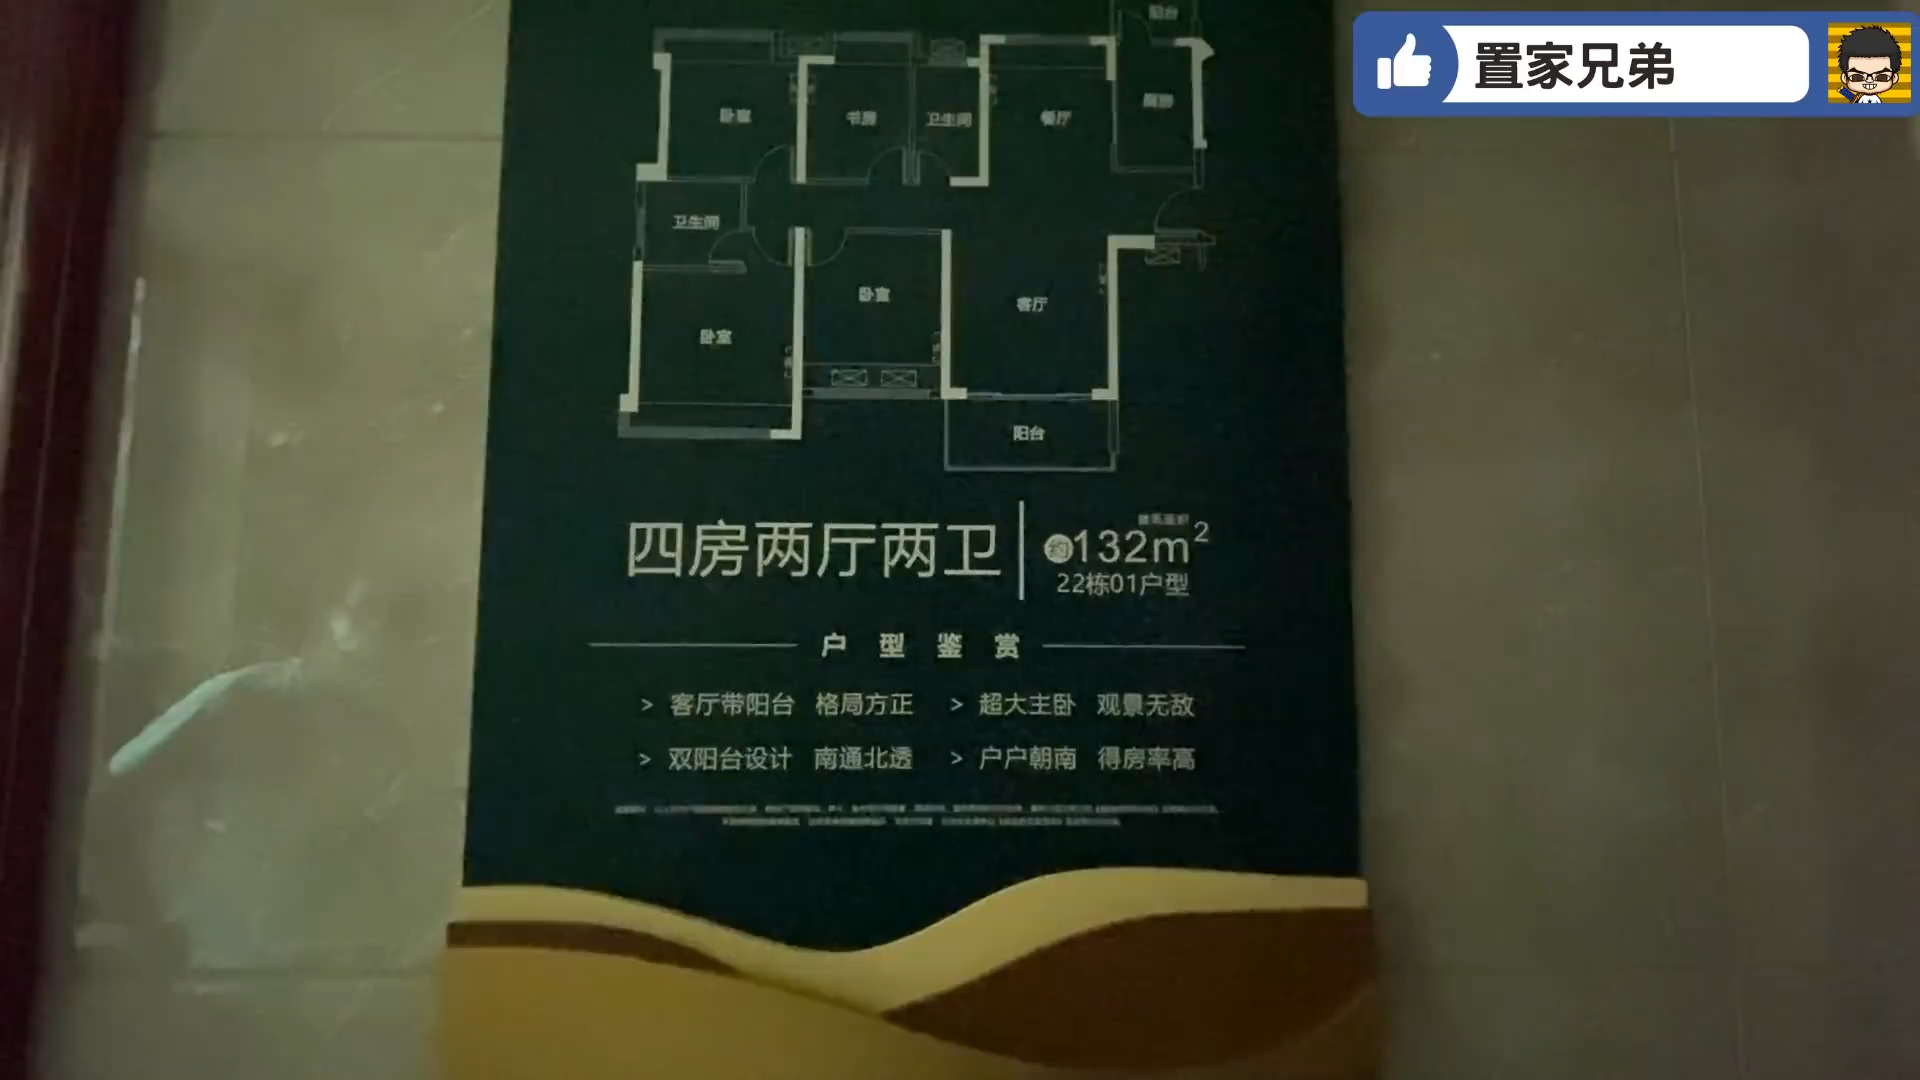 置家兄弟
阳台
卧室
书房
卫生间
餐厅
厨房
卫生间
卧室
卧室
客厅
阳台
四房两厅两卫
建筑面积
约132m²
22栋01户型
户型鉴赏
> 客厅带阳台 格局方正 > 超大主卧 观景无敌
> 双阳台设计 南通北透 > 户户朝南 得房率高